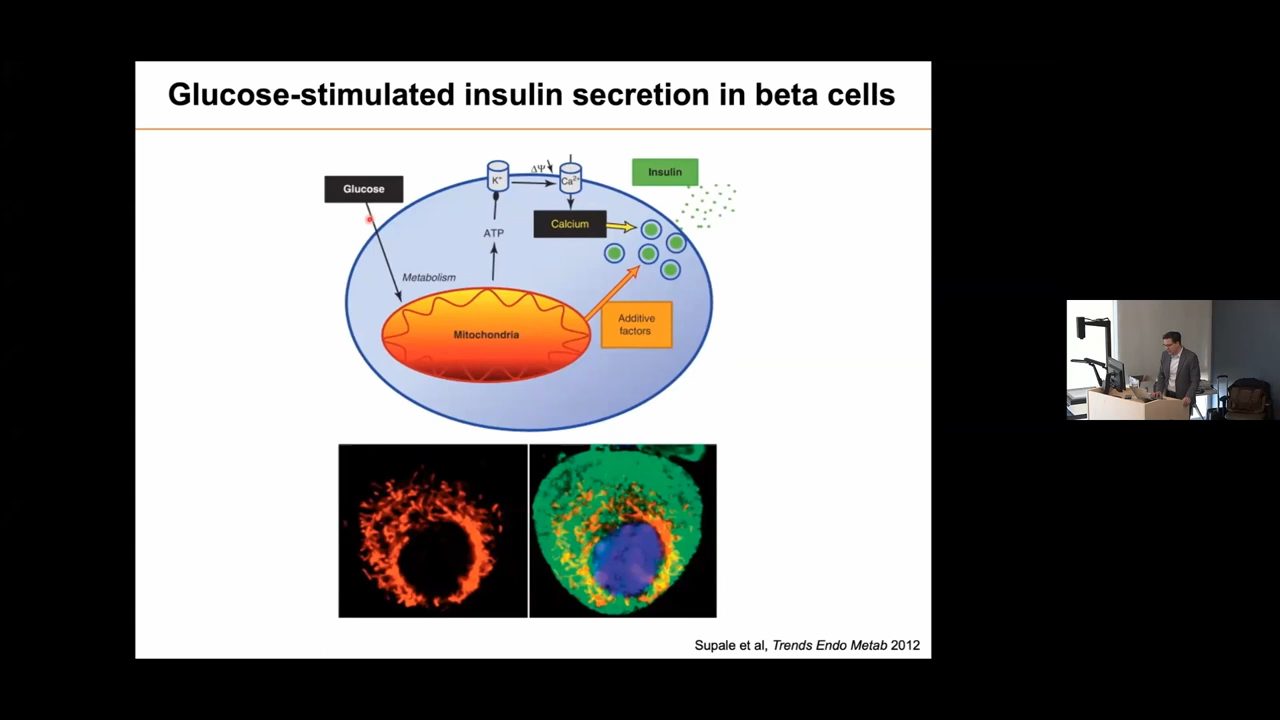 Glucose-stimulated insulin secretion in beta cells
Glucose
K⁺
ΔΨ
Ca²⁺
Insulin
Calcium
ATP
Metabolism
Mitochondria
Additive
factors
Supale et al, Trends Endo Metab 2012